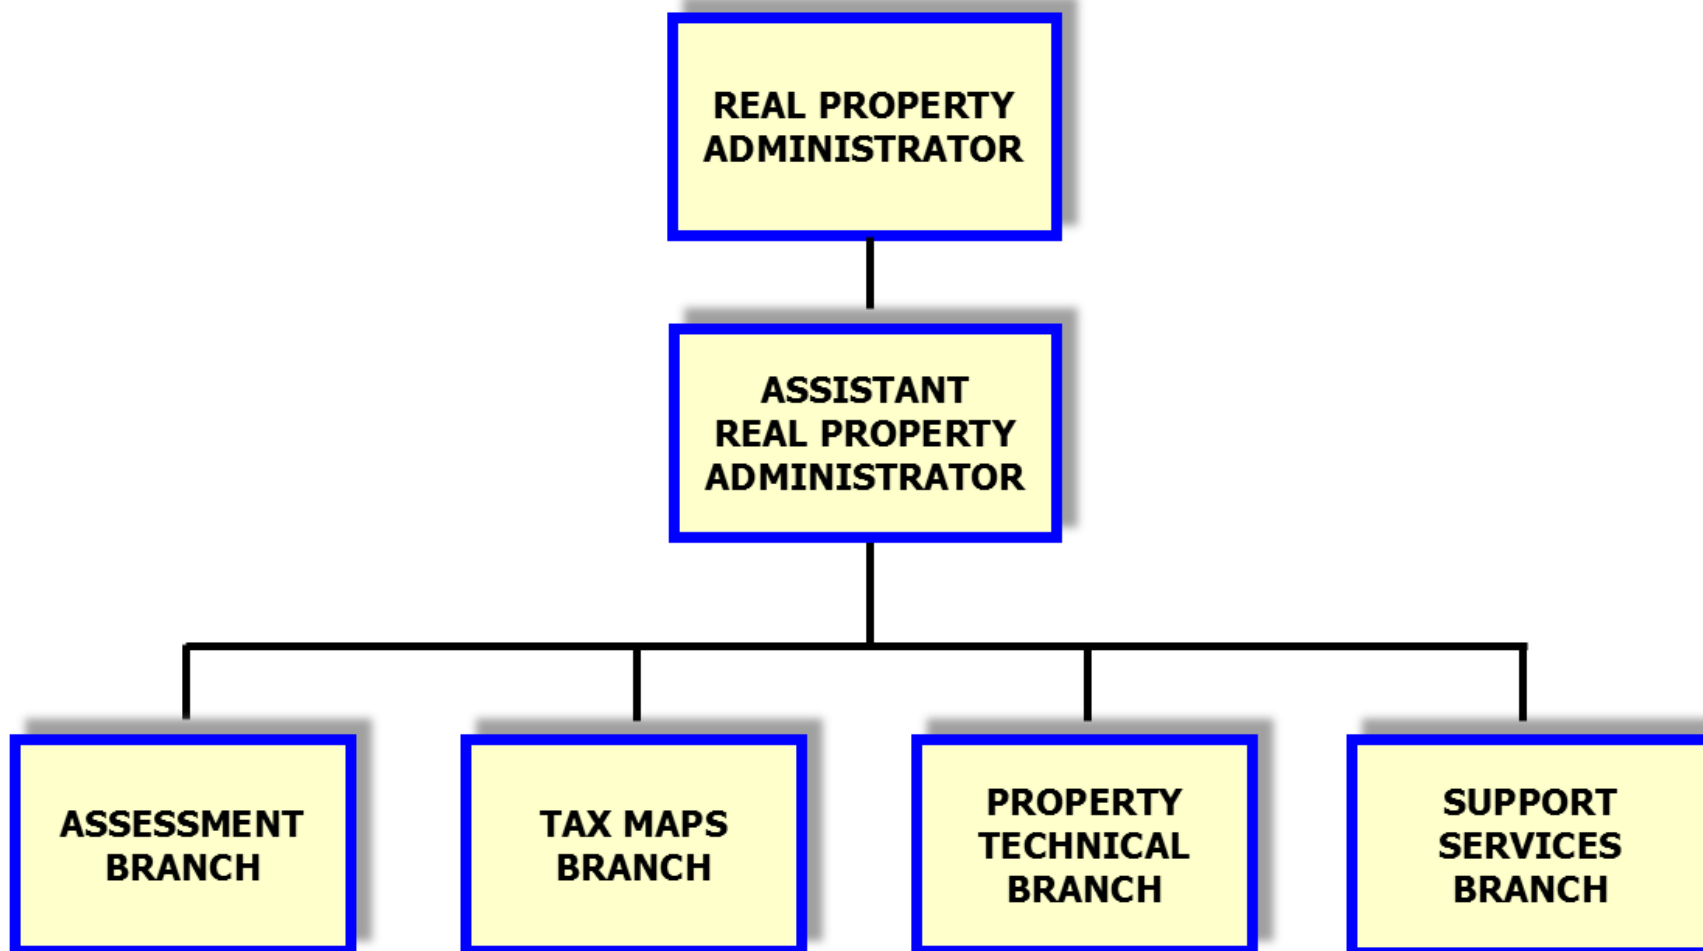 REAL PROPERTY
ADMINISTRATOR
ASSISTANT
REAL PROPERTY
ADMINISTRATOR
ASSESSMENT
BRANCH
TAX MAPS
BRANCH
PROPERTY
TECHNICAL
BRANCH
SUPPORT
SERVICES
BRANCH